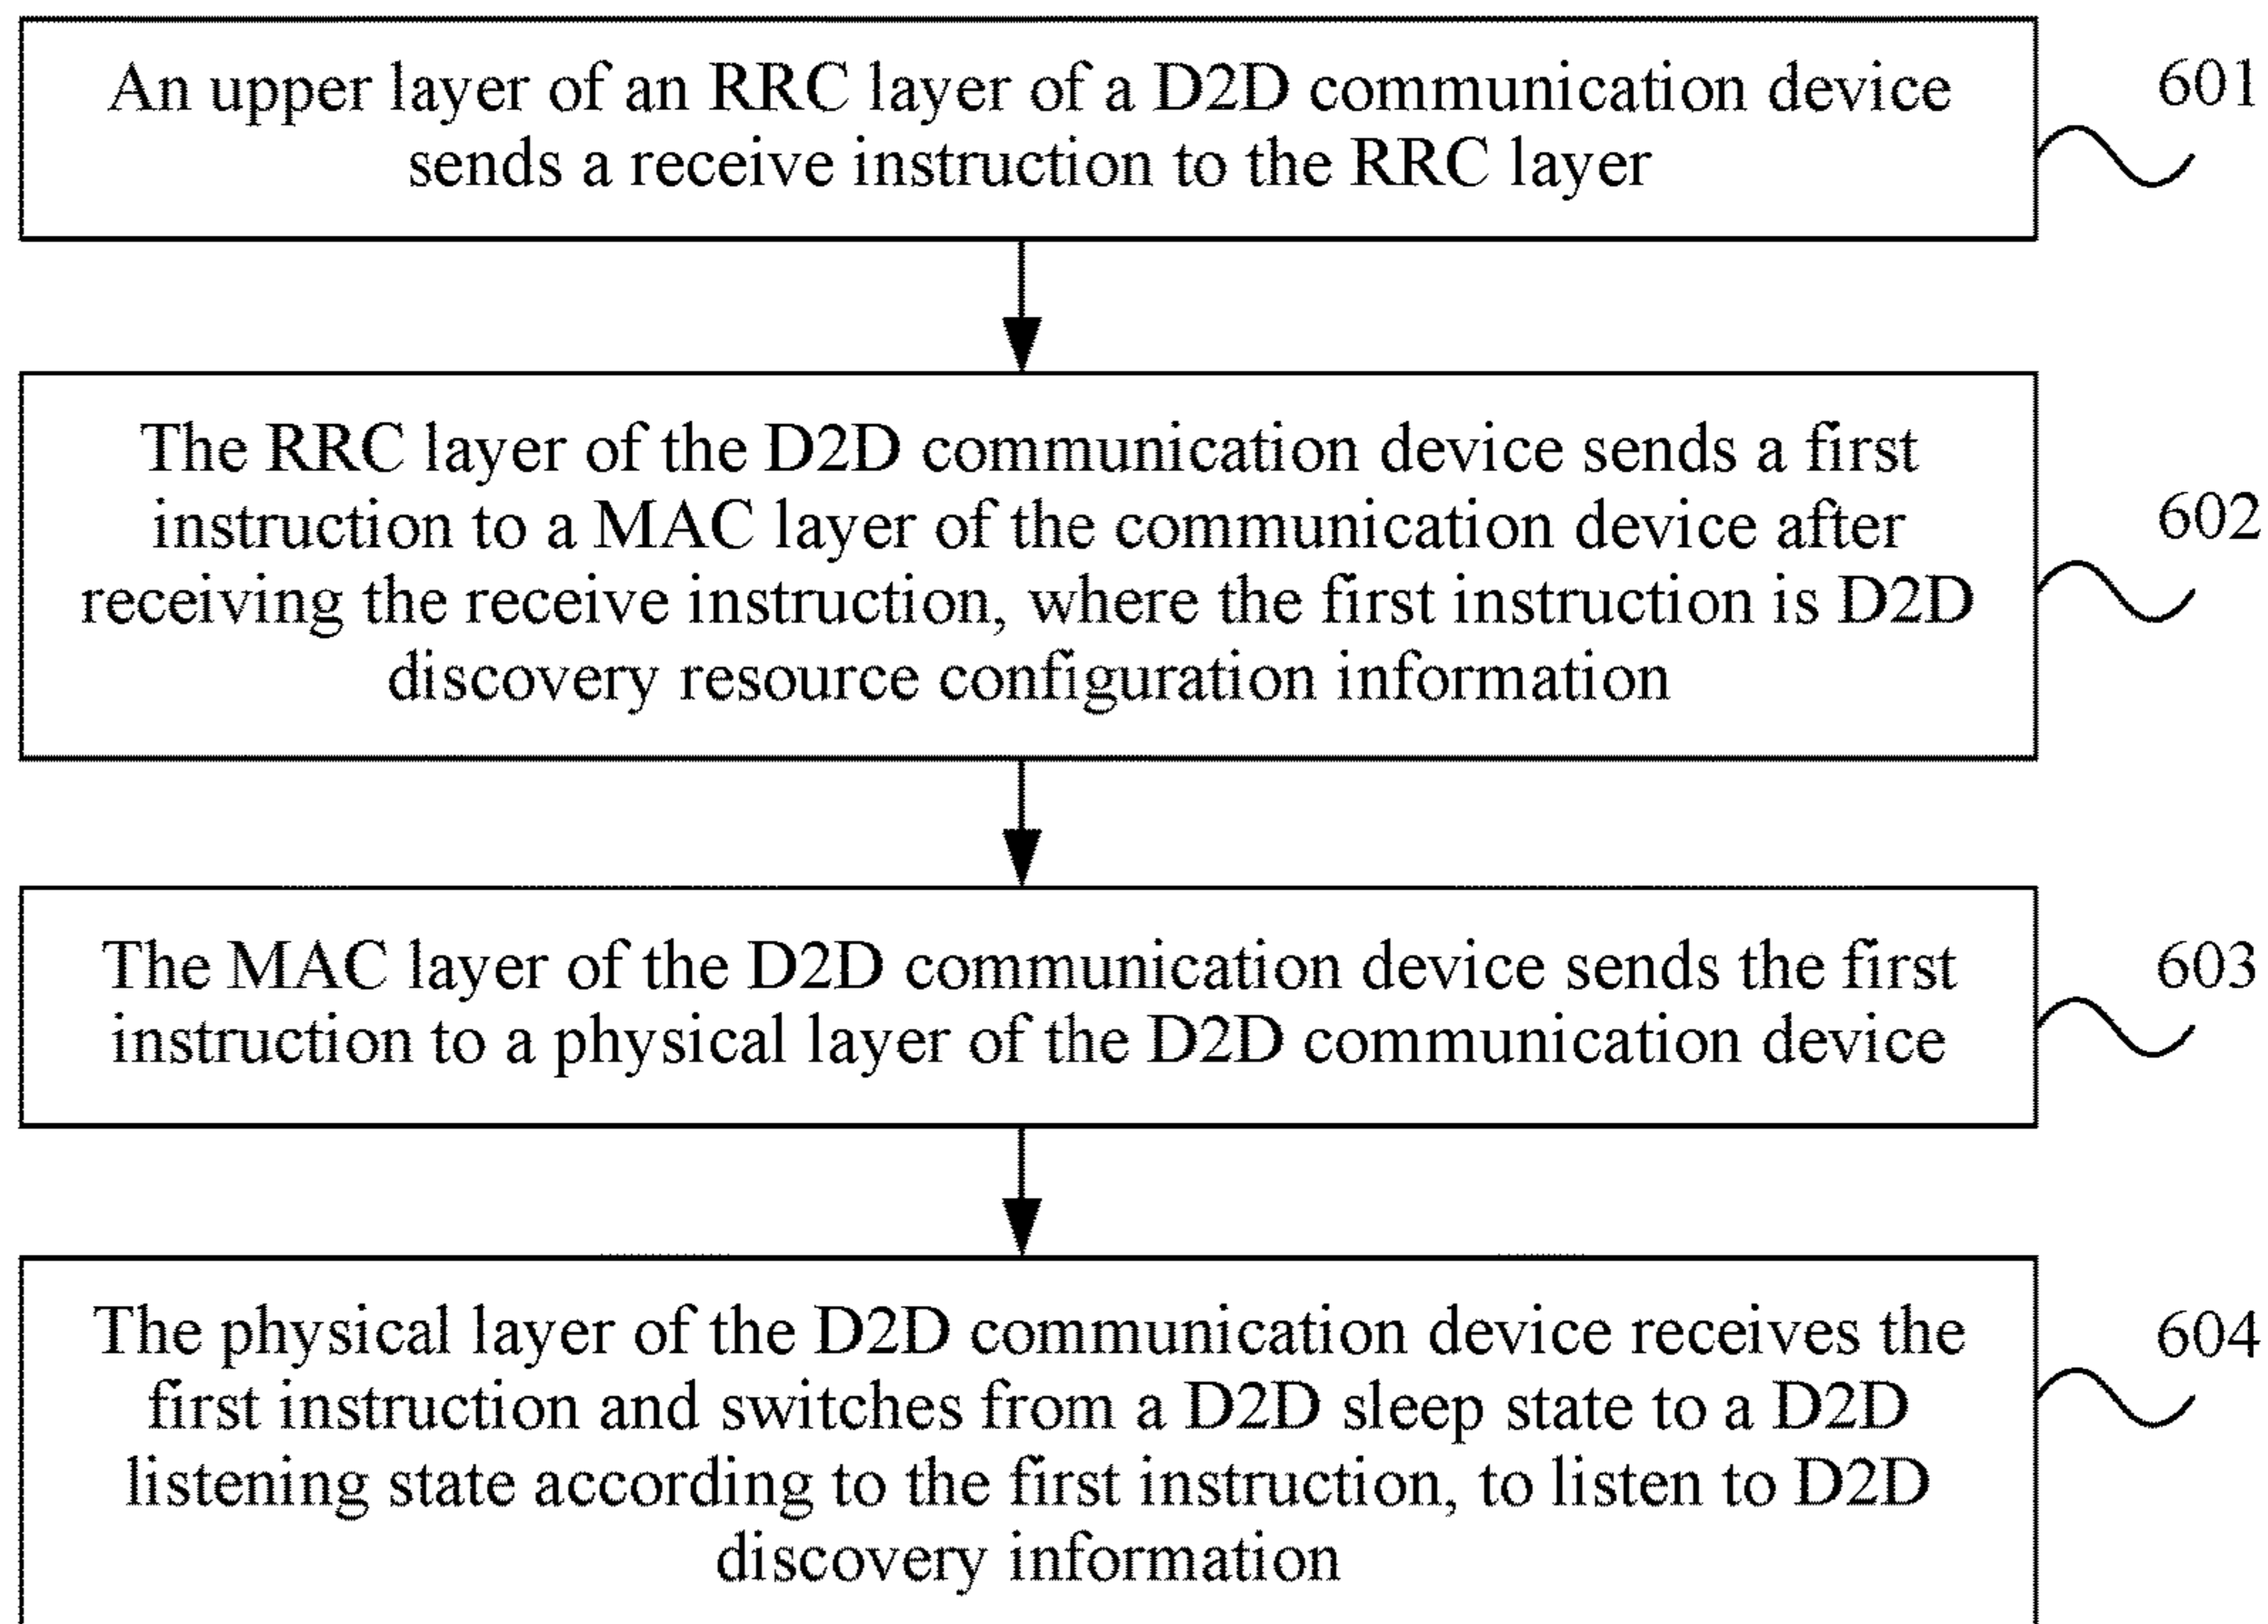 An upper layer of an RRC layer of a D2D communication device
sends a receive instruction to the RRC layer
601
The RRC layer of the D2D communication device sends a first
instruction to a MAC layer of the communication device after
receiving the receive instruction, where the first instruction is D2D
discovery resource configuration information
602
The MAC layer of the D2D communication device sends the first
instruction to a physical layer of the D2D communication device
603
The physical layer of the D2D communication device receives the
first instruction and switches from a D2D sleep state to a D2D
listening state according to the first instruction, to listen to D2D
discovery information
604